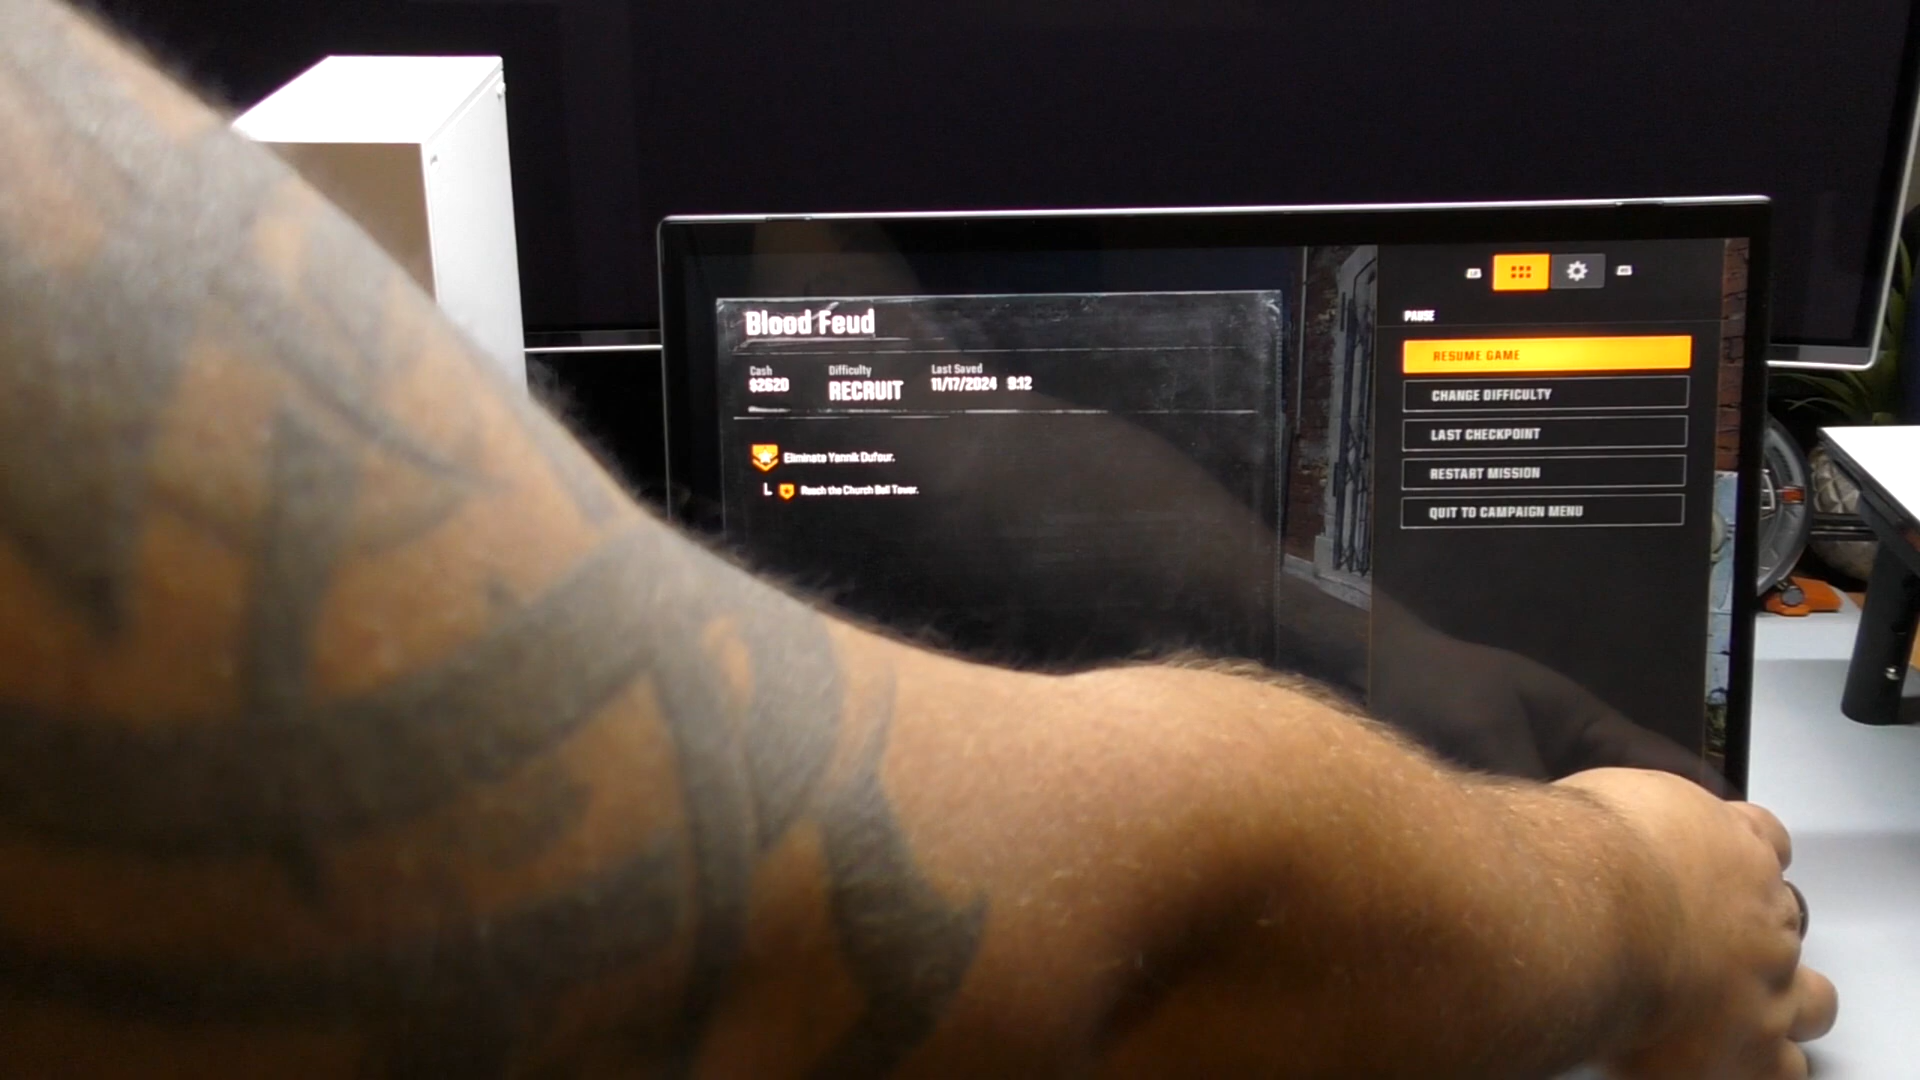 Blood Feud
Cash
$2620
Difficulty
RECRUIT
Last Saved
11/17/2024 9:12
Eliminate Yannik Dufour.
Reach the Church Bell Tower.
PAUSE
RESUME GAME
CHANGE DIFFICULTY
LAST CHECKPOINT
RESTART MISSION
QUIT TO CAMPAIGN MENU